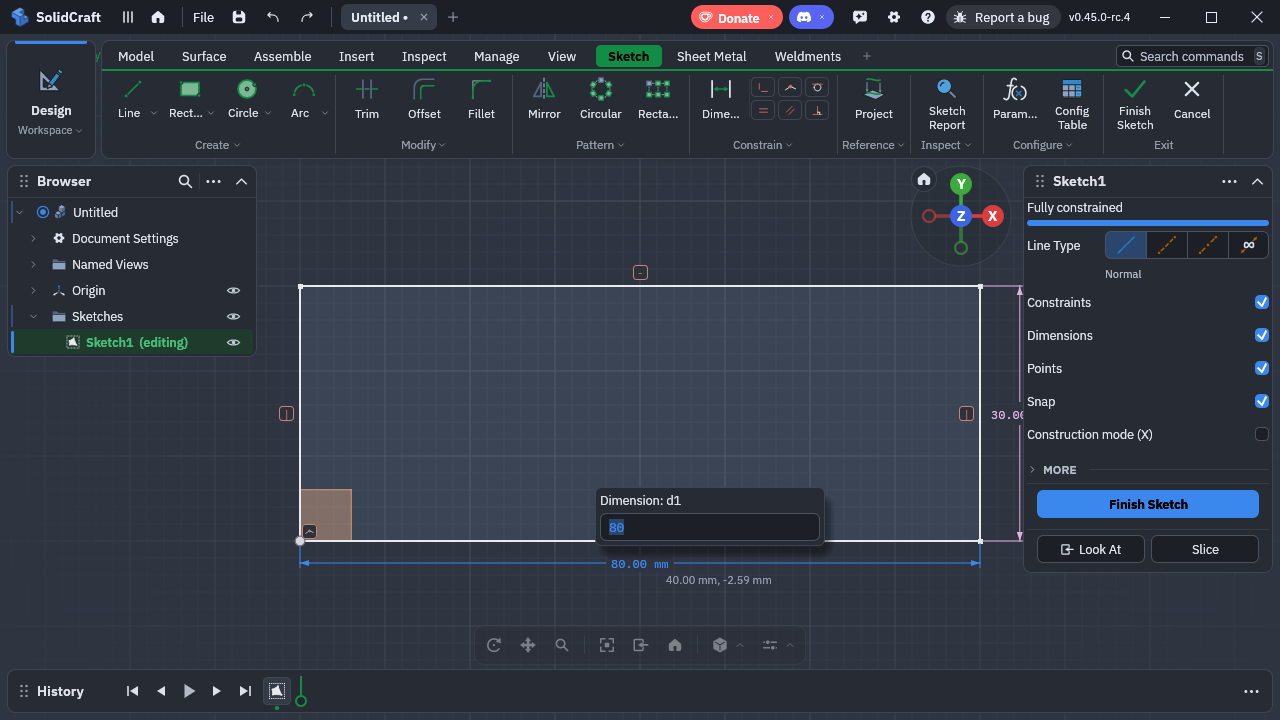 SolidCraft
File
Untitled •
Donate
Report a bug
v0.45.0-rc.4
Design
Workspace
Model
Surface
Assemble
Insert
Inspect
Manage
View
Sketch
Sheet Metal
Weldments
Search commands
S
Line
Rect...
Circle
Arc
Trim
Offset
Fillet
Mirror
Circular
Recta...
Dime...
Project
Sketch
Report
Param...
Config
Table
Finish
Sketch
Cancel
Create
Modify
Pattern
Constrain
Reference
Inspect
Configure
Exit
Browser
Untitled
Document Settings
Named Views
Origin
Sketches
Sketch1 (editing)
Y
Z
X
30.00
Dimension: d1
80
80.00 mm
40.00 mm, -2.59 mm
Sketch1
Fully constrained
Line Type
Normal
Constraints
Dimensions
Points
Snap
Construction mode (X)
MORE
Finish Sketch
Look At
Slice
History